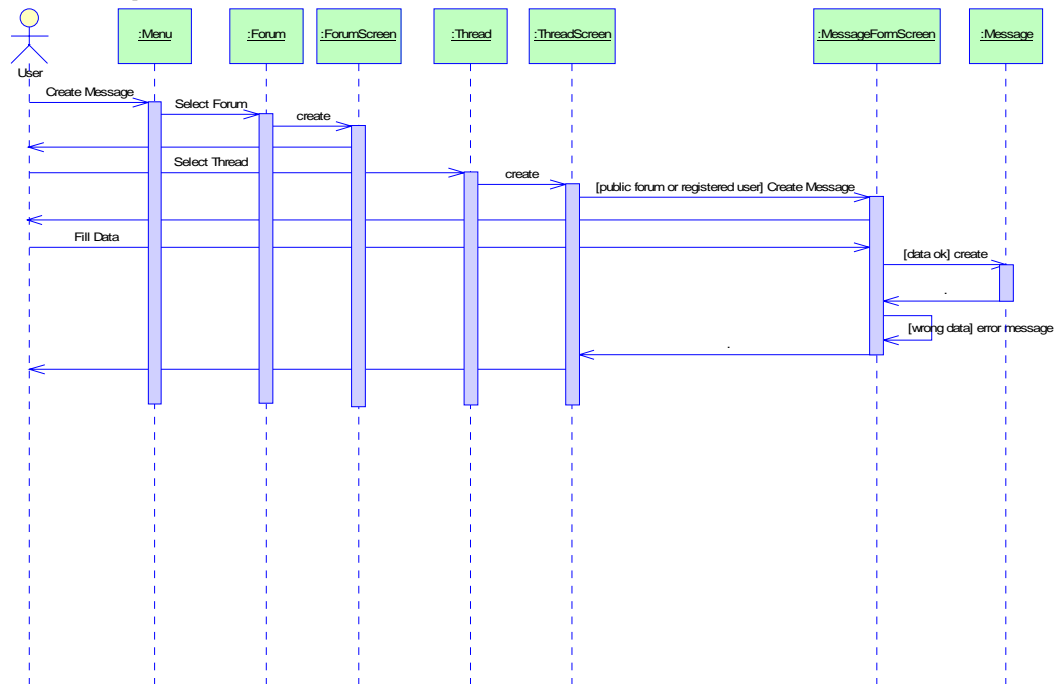 :Menu
:Forum
:ForumScreen
:Thread
:ThreadScreen
:MessageFormScreen
:Message
User
Create Message
Select Forum
create
Select Thread
create
[public forum or registered user] Create Message
Fill Data
[data ok] create
.
[wrong data] error message
.